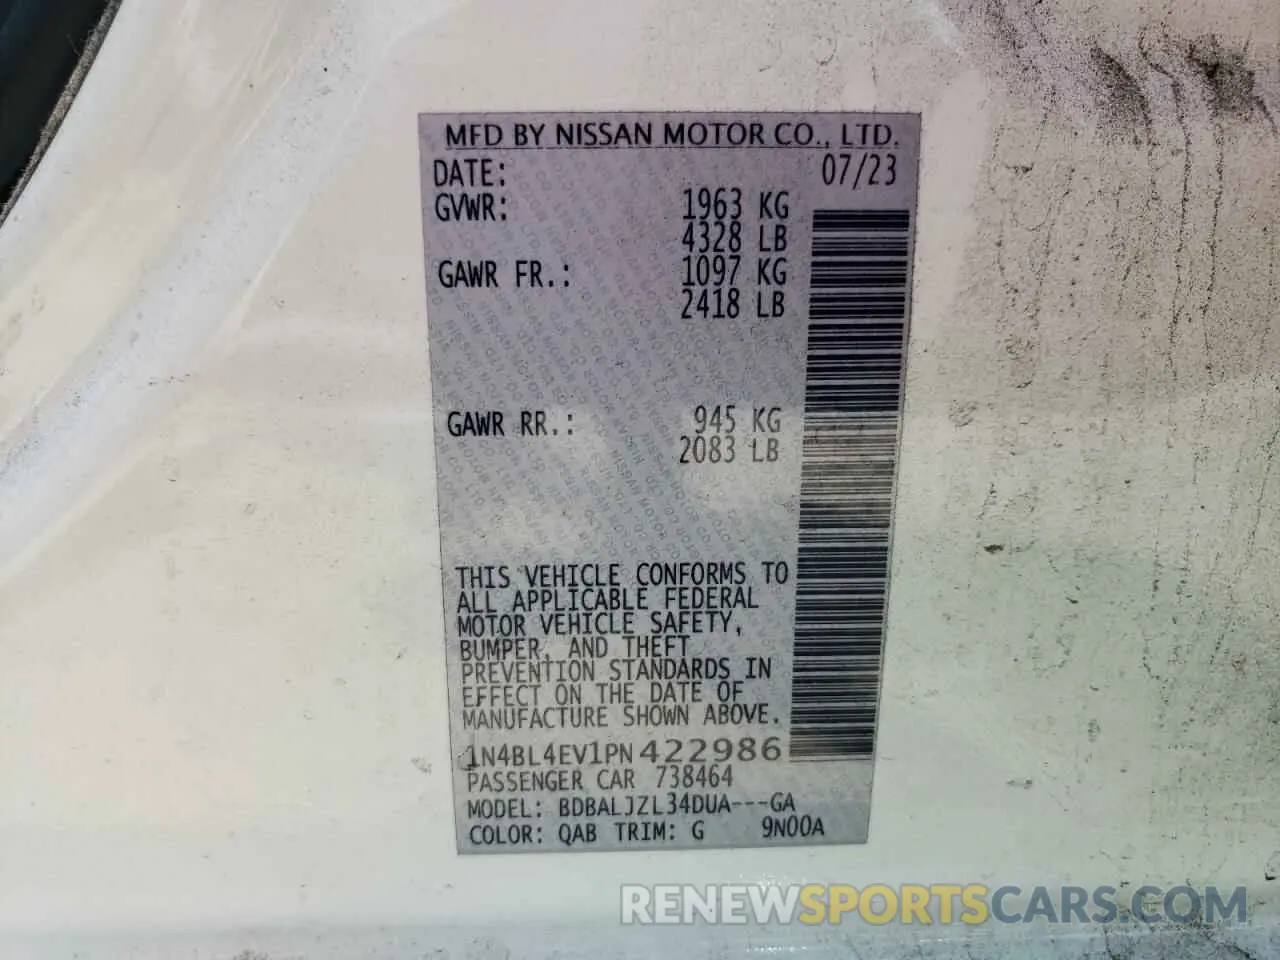 MFD BY NISSAN MOTOR CO., LTD.
DATE: 07/23
GVWR: 1963 KG
4328 LB
GAWR FR.: 1097 KG
2418 LB
GAWR RR.: 945 KG
2083 LB
THIS VEHICLE CONFORMS TO
ALL APPLICABLE FEDERAL
MOTOR VEHICLE SAFETY,
BUMPER, AND THEFT
PREVENTION STANDARDS IN
EFFECT ON THE DATE OF
MANUFACTURE SHOWN ABOVE.
1N4BL4EV1PN422986
PASSENGER CAR 738464
MODEL: BDBALJZL34DUA---GA
COLOR: QAB TRIM: G 9N00A
RENEWSPORTSCARS.COM